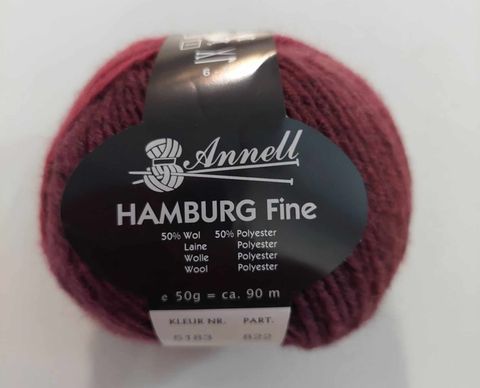 Annell
HAMBURG Fine
50% Wol 50% Polyester
Laine Polyester
Wolle Polyester
Wool Polyester
e 50g = ca. 90 m
KLEUR NR. PART.
5183 822